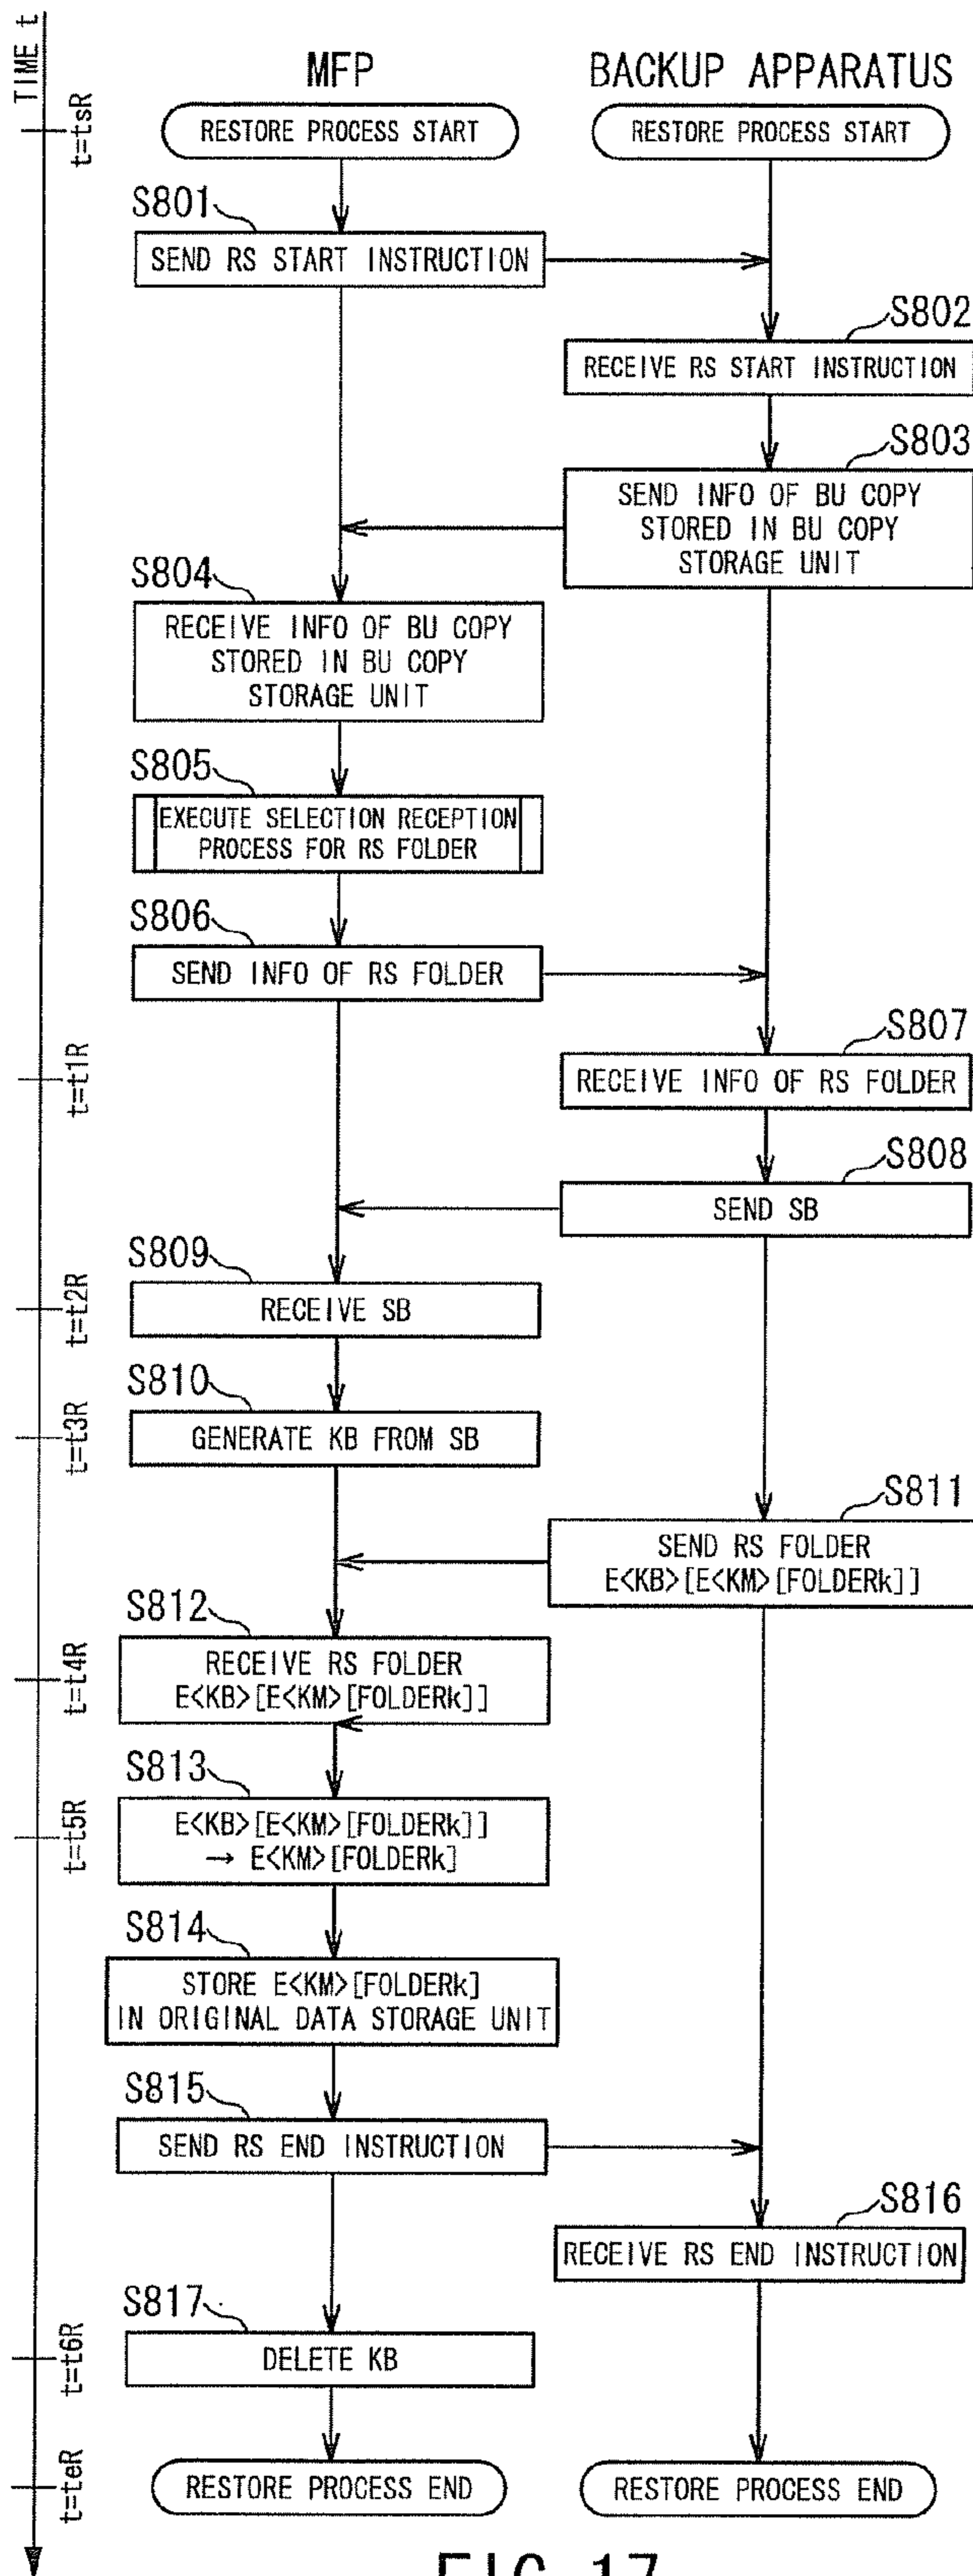 TIME t
MFP
BACKUP APPARATUS
t=tsR
RESTORE PROCESS START
RESTORE PROCESS START
S801
SEND RS START INSTRUCTION
S802
RECEIVE RS START INSTRUCTION
S803
SEND INFO OF BU COPY
STORED IN BU COPY
STORAGE UNIT
S804
RECEIVE INFO OF BU COPY
STORED IN BU COPY
STORAGE UNIT
S805
EXECUTE SELECTION RECEPTION
PROCESS FOR RS FOLDER
S806
SEND INFO OF RS FOLDER
S807
t=t1R
RECEIVE INFO OF RS FOLDER
S808
SEND SB
S809
t=t2R
RECEIVE SB
S810
t=t3R
GENERATE KB FROM SB
S811
SEND RS FOLDER
E<KB>[E<KM>[FOLDERk]]
S812
t=t4R
RECEIVE RS FOLDER
E<KB>[E<KM>[FOLDERk]]
S813
t=t5R
E<KB>[E<KM>[FOLDERk]]
→ E<KM>[FOLDERk]
S814
STORE E<KM>[FOLDERk]
IN ORIGINAL DATA STORAGE UNIT
S815
SEND RS END INSTRUCTION
S816
RECEIVE RS END INSTRUCTION
S817
t=t6R
DELETE KB
t=teR
RESTORE PROCESS END
RESTORE PROCESS END
FIG. 17